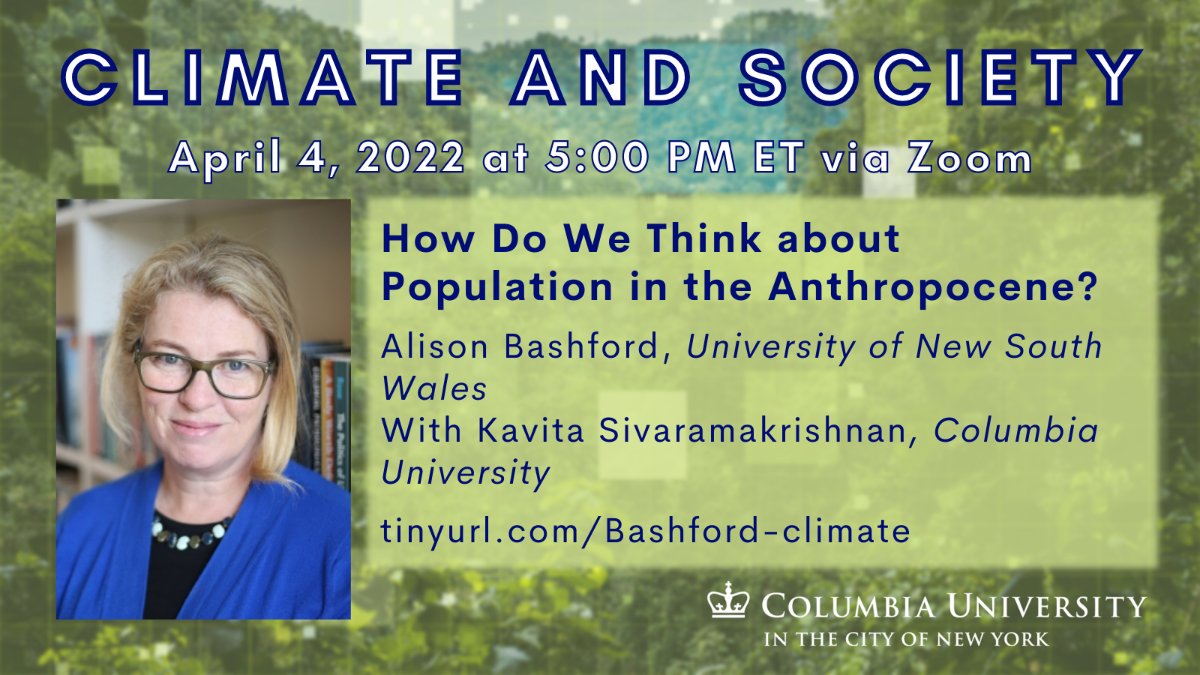 CLIMATE AND SOCIETY
April 4, 2022 at 5:00 PM ET via Zoom
How Do We Think about
Population in the Anthropocene?
Alison Bashford, University of New South
Wales
With Kavita Sivaramakrishnan, Columbia
University
tinyurl.com/Bashford-climate
COLUMBIA UNIVERSITY
IN THE CITY OF NEW YORK